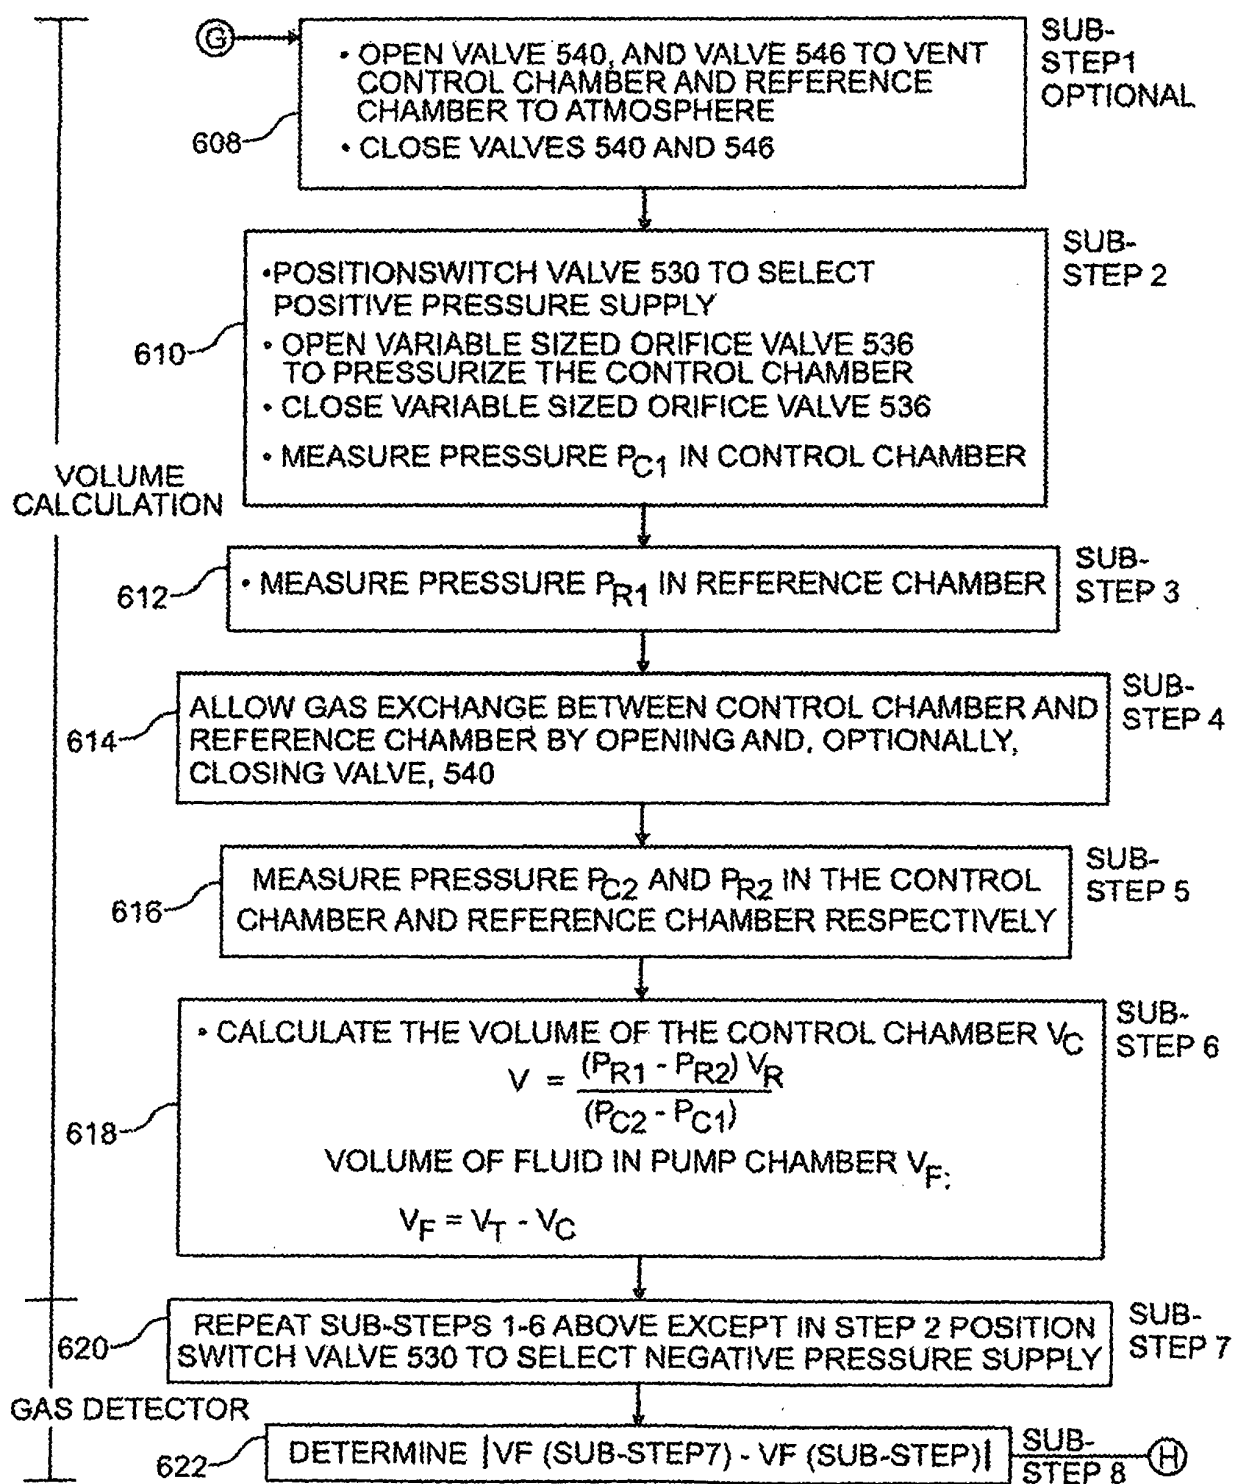 G
• OPEN VALVE 540, AND VALVE 546 TO VENT
CONTROL CHAMBER AND REFERENCE
CHAMBER TO ATMOSPHERE
• CLOSE VALVES 540 AND 546
SUB-
STEP1
OPTIONAL
608
•POSITIONSWITCH VALVE 530 TO SELECT
POSITIVE PRESSURE SUPPLY
• OPEN VARIABLE SIZED ORIFICE VALVE 536
TO PRESSURIZE THE CONTROL CHAMBER
• CLOSE VARIABLE SIZED ORIFICE VALVE 536
• MEASURE PRESSURE PC1 IN CONTROL CHAMBER
SUB-
STEP 2
610
VOLUME
CALCULATION
• MEASURE PRESSURE PR1 IN REFERENCE CHAMBER
SUB-
STEP 3
612
ALLOW GAS EXCHANGE BETWEEN CONTROL CHAMBER AND
REFERENCE CHAMBER BY OPENING AND, OPTIONALLY,
CLOSING VALVE, 540
SUB-
STEP 4
614
MEASURE PRESSURE PC2 AND PR2 IN THE CONTROL
CHAMBER AND REFERENCE CHAMBER RESPECTIVELY
SUB-
STEP 5
616
• CALCULATE THE VOLUME OF THE CONTROL CHAMBER VC
V = (PR1 - PR2) VR
(PC2 - PC1)
VOLUME OF FLUID IN PUMP CHAMBER VF:
VF = VT - VC
SUB-
STEP 6
618
REPEAT SUB-STEPS 1-6 ABOVE EXCEPT IN STEP 2 POSITION
SWITCH VALVE 530 TO SELECT NEGATIVE PRESSURE SUPPLY
SUB-
STEP 7
620
GAS DETECTOR
DETERMINE |VF (SUB-STEP7) - VF (SUB-STEP)|
SUB-
STEP 8
H
622